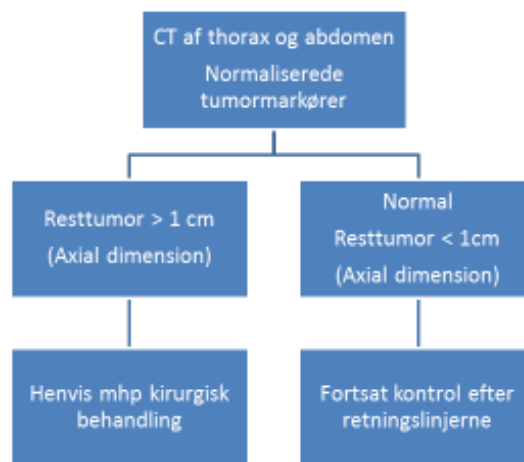 CT af thorax og abdomen
Normaliserede
tumormarkører
Resttumor > 1 cm
(Axial dimension)
Normal
Resttumor < 1cm
(Axial dimension)
Henvis mhp kirurgisk
behandling
Fortsat kontrol efter
retningslinjerne